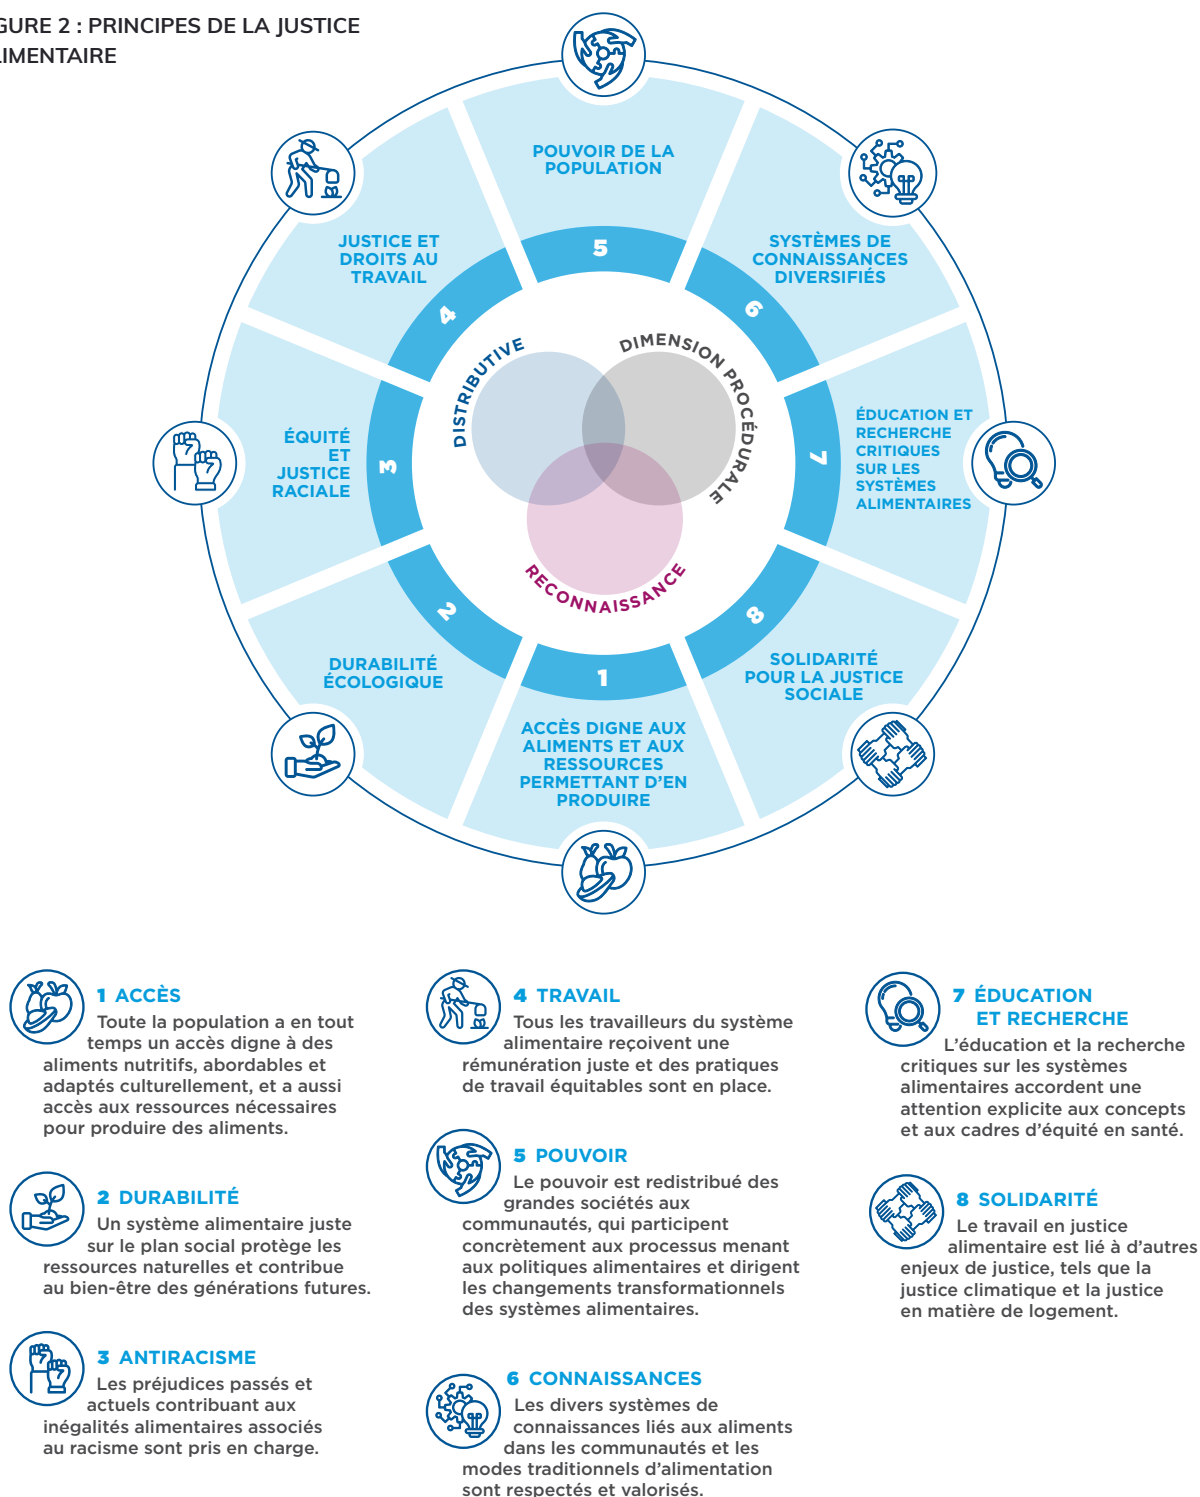 GURE 2 : PRINCIPES DE LA JUSTICE
LIMENTAIRE
POUVOIR DE LA
POPULATION
5
SYSTÈMES DE
CONNAISSANCES
DIVERSIFIÉS
6
ÉDUCATION ET
RECHERCHE
CRITIQUES
SUR LES
SYSTÈMES
ALIMENTAIRES
7
SOLIDARITÉ
POUR LA JUSTICE
SOCIALE
8
1
ACCÈS DIGNE AUX
ALIMENTS ET AUX
RESSOURCES
PERMETTANT D’EN
PRODUIRE
2
DURABILITÉ
ÉCOLOGIQUE
3
ÉQUITÉ
ET
JUSTICE
RACIALE
4
JUSTICE ET
DROITS AU
TRAVAIL
DISTRIBUTIVE
DIMENSION PROCÉDURALE
RECONNAISSANCE
1 ACCÈS
Toute la population a en tout
temps un accès digne à des
aliments nutritifs, abordables et
adaptés culturellement, et a aussi
accès aux ressources nécessaires
pour produire des aliments.
2 DURABILITÉ
Un système alimentaire juste
sur le plan social protège les
ressources naturelles et contribue
au bien-être des générations futures.
3 ANTIRACISME
Les préjudices passés et
actuels contribuant aux
inégalités alimentaires associés
au racisme sont pris en charge.
4 TRAVAIL
Tous les travailleurs du système
alimentaire reçoivent une
rémunération juste et des pratiques
de travail équitables sont en place.
5 POUVOIR
Le pouvoir est redistribué des
grandes sociétés aux
communautés, qui participent
concrètement aux processus menant
aux politiques alimentaires et dirigent
les changements transformationnels
des systèmes alimentaires.
6 CONNAISSANCES
Les divers systèmes de
connaissances liés aux aliments
dans les communautés et les
modes traditionnels d’alimentation
sont respectés et valorisés.
7 ÉDUCATION
ET RECHERCHE
L’éducation et la recherche
critiques sur les systèmes
alimentaires accordent une
attention explicite aux concepts
et aux cadres d’équité en santé.
8 SOLIDARITÉ
Le travail en justice
alimentaire est lié à d’autres
enjeux de justice, tels que la
justice climatique et la justice
en matière de logement.